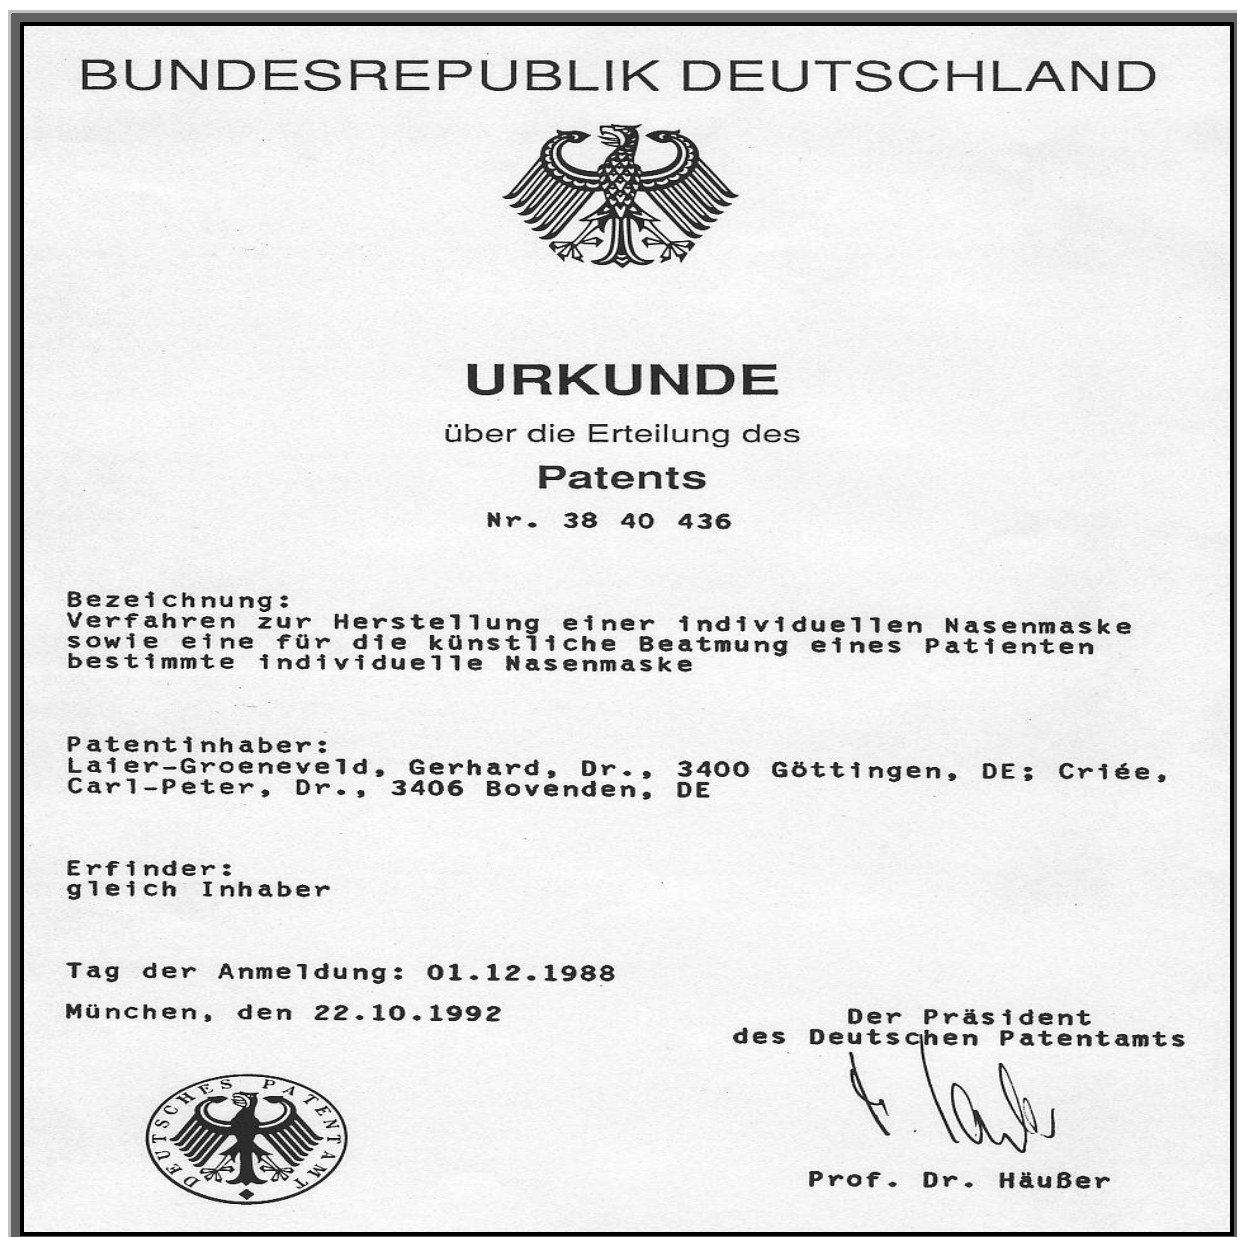 BUNDESREPUBLIK DEUTSCHLAND
URKUNDE
über die Erteilung des
Patents
Nr. 38 40 436
Bezeichnung:
Verfahren zur Herstellung einer individuellen Nasenmaske
sowie eine für die künstliche Beatmung eines Patienten
bestimmte individuelle Nasenmaske
Patentinhaber:
Laier-Groeneveld, Gerhard, Dr., 3400 Göttingen, DE; Criée,
Carl-Peter, Dr., 3406 Bovenden, DE
Erfinder:
gleich Inhaber
Tag der Anmeldung: 01.12.1988
München, den 22.10.1992
Der Präsident
des Deutschen Patentamts
DEUTSCHES PATENTAMT
Prof. Dr. Häußer